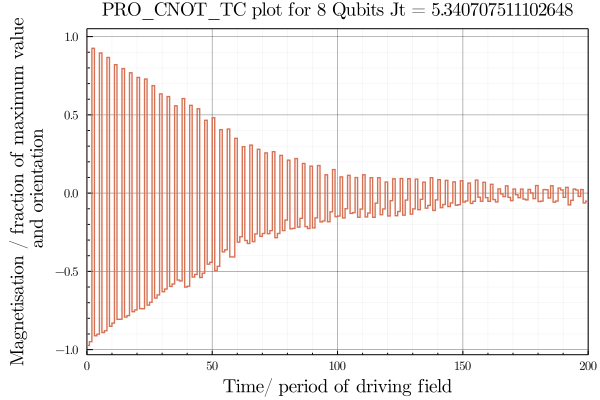 PRO_CNOT_TC plot for 8 Qubits Jt = 5.340707511102648
Magnetisation / fraction of maximum value
and orientation
1.0
0.5
0.0
−0.5
−1.0
0 50 100 150 200
Time/ period of driving field